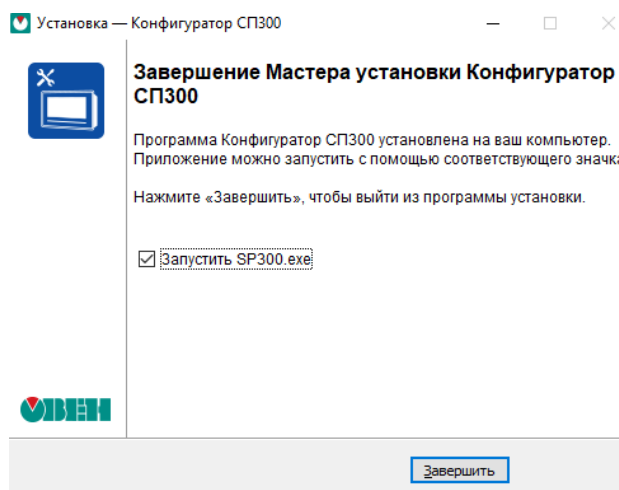 Установка — Конфигуратор СП300
Завершение Мастера установки Конфигуратор
СП300
Программа Конфигуратор СП300 установлена на ваш компьютер.
Приложение можно запустить с помощью соответствующего значка
Нажмите «Завершить», чтобы выйти из программы установки.
Запустить SP300.exe
ОВЕН
Завершить